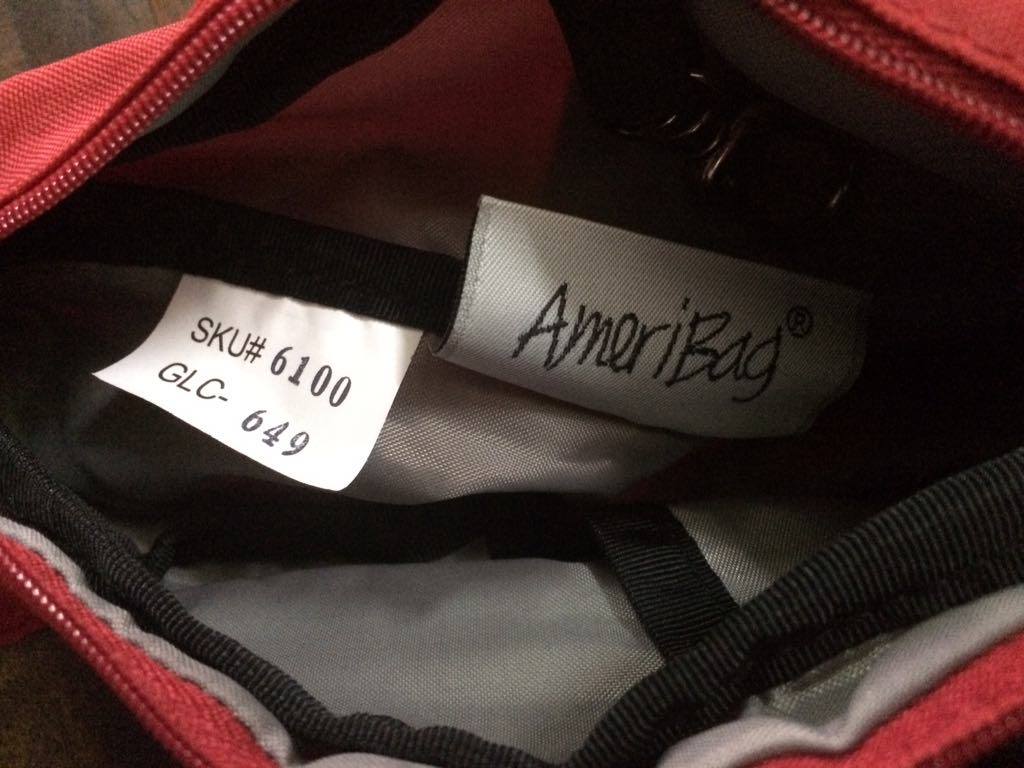 SKU# 6100
GLC- 649
AmeriBag®